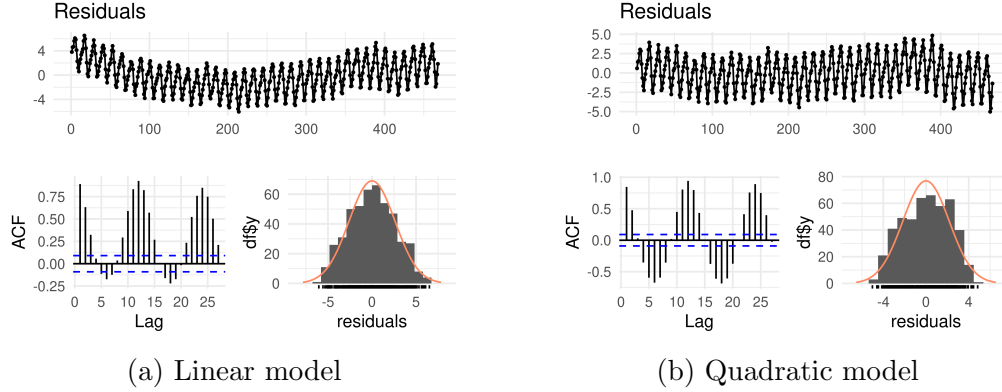 Residuals
4
0
-4
0 100 200 300 400
ACF
0.75
0.50
0.25
0.00
-0.25
0 5 10 15 20 25
Lag
df$y
60
40
20
0
-5 0 5
residuals
(a) Linear model
Residuals
5.0
2.5
0.0
-2.5
-5.0
0 100 200 300 400
ACF
1.0
0.5
0.0
-0.5
0 5 10 15 20 25
Lag
df$y
80
60
40
20
0
-4 0 4
residuals
(b) Quadratic model